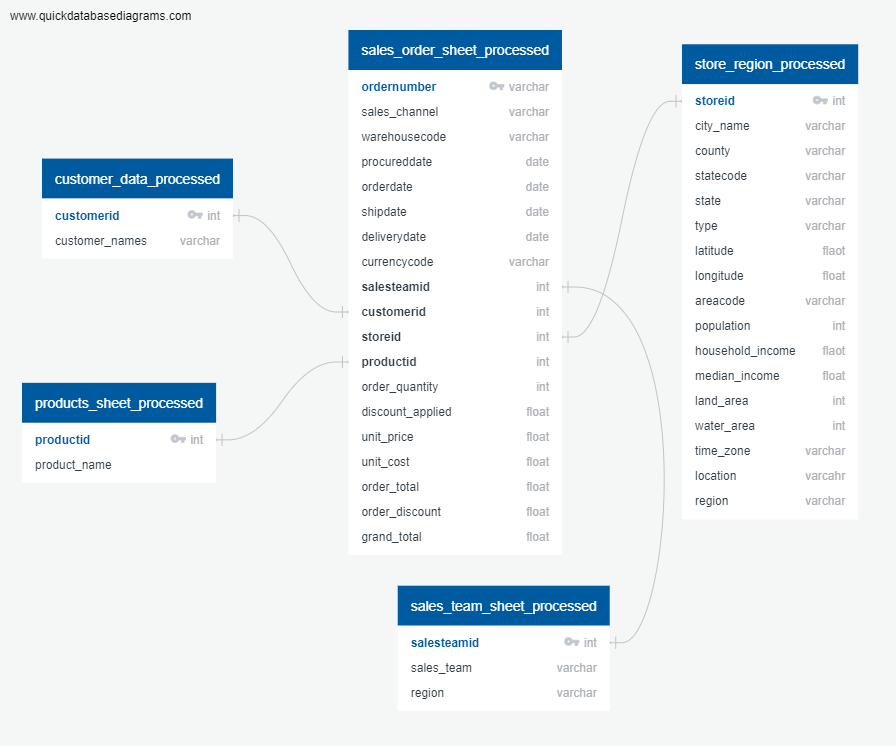 www.quickdatabasediagrams.com
customer_data_processed
customerid int
customer_names varchar
products_sheet_processed
productid int
product_name
sales_order_sheet_processed
ordernumber varchar
sales_channel varchar
warehousecode varchar
procureddate date
orderdate date
shipdate date
deliverydate date
currencycode varchar
salesteamid int
customerid int
storeid int
productid int
order_quantity int
discount_applied float
unit_price float
unit_cost float
order_total float
order_discount float
grand_total float
sales_team_sheet_processed
salesteamid int
sales_team varchar
region varchar
store_region_processed
storeid int
city_name varchar
county varchar
statecode varchar
state varchar
type varchar
latitude flaot
longitude float
areacode varchar
population int
household_income flaot
median_income float
land_area int
water_area int
time_zone varchar
location varcahr
region varchar